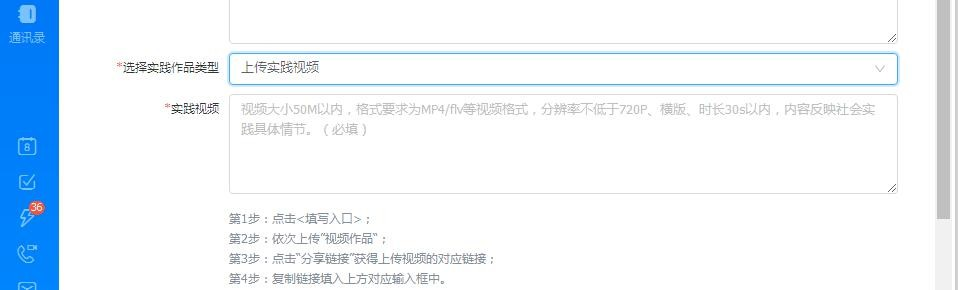 通讯录
*选择实践作品类型
上传实践视频
*实践视频
视频大小50M以内，格式要求为MP4/flv等视频格式，分辨率不低于720P、横版、时长30s以内，内容反映社会实
践具体情节。（必填）
8
36
第1步：点击<填写入口>；
第2步：依次上传"视频作品"；
第3步：点击"分享链接"获得上传视频的对应链接；
第4步：复制链接填入上方对应输入框中。